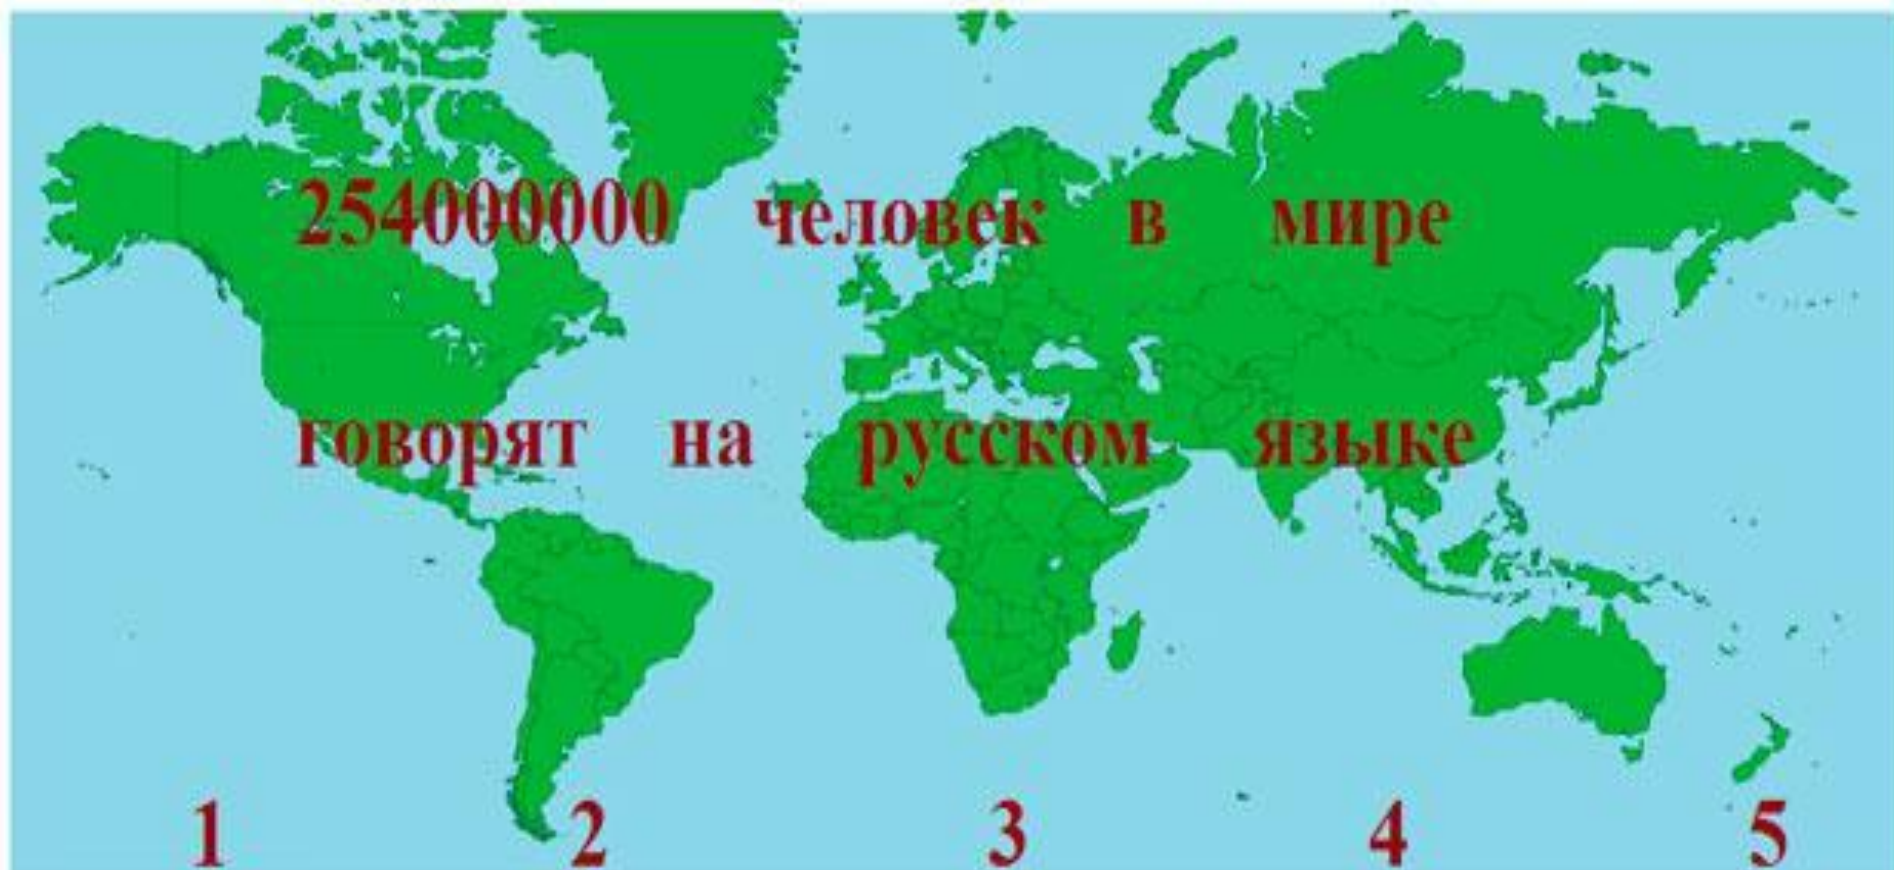 254000000 человек в мире
говорят на русском языке
1 2 3 4 5